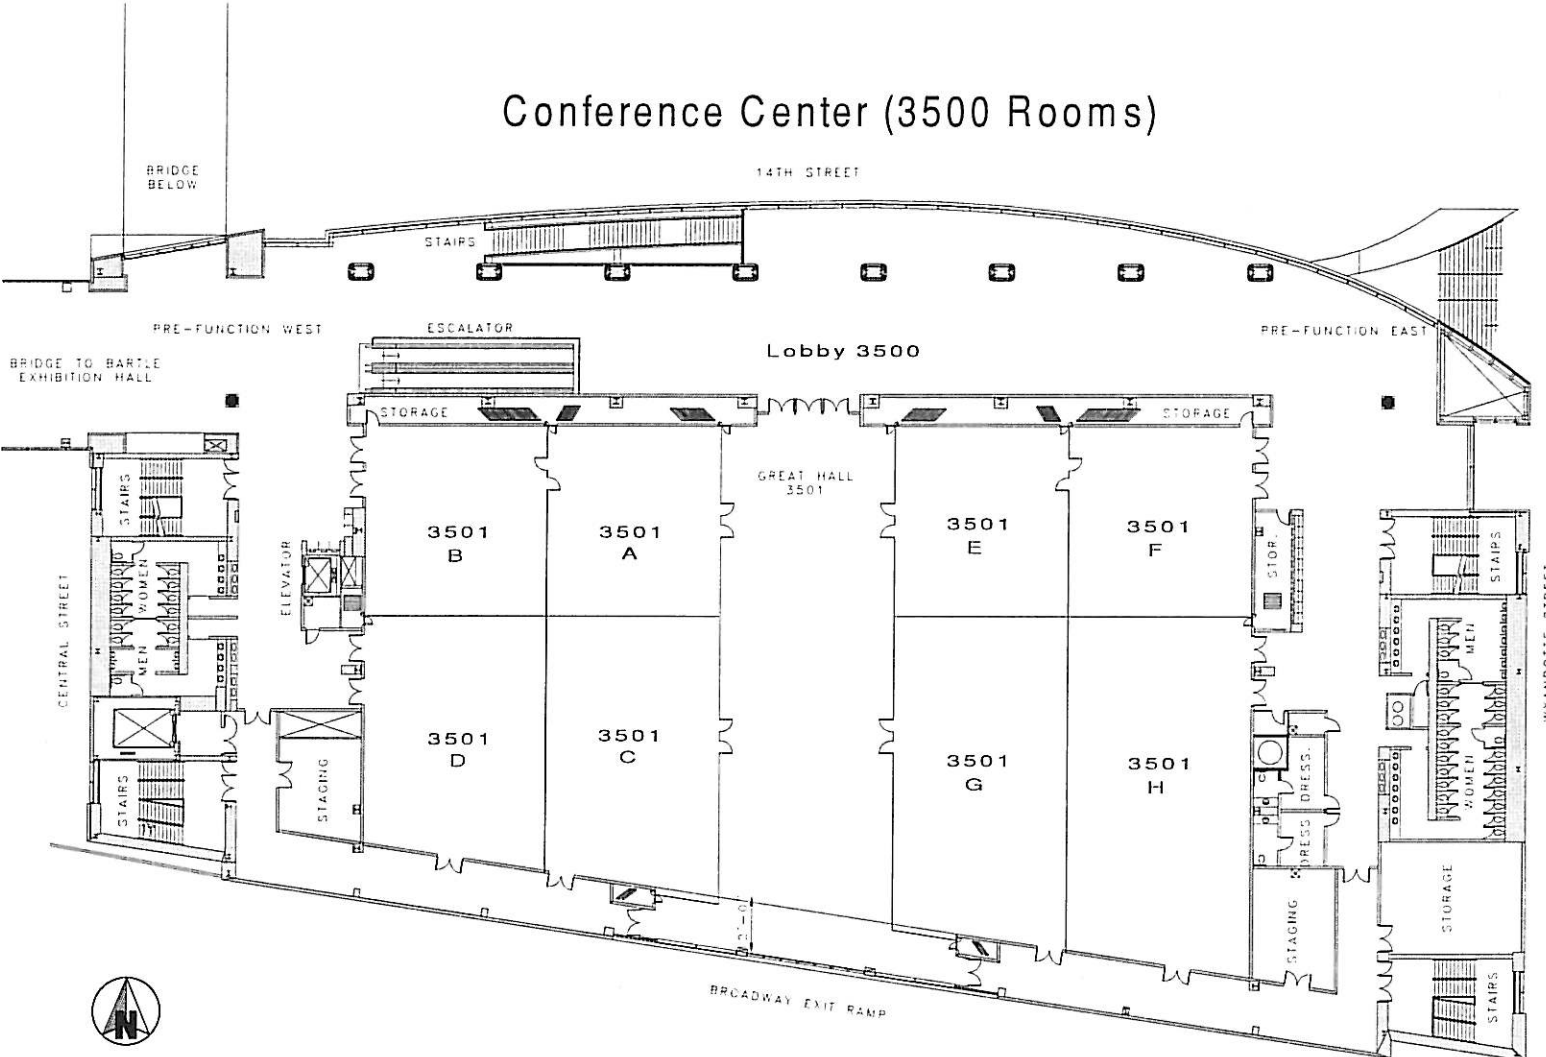 Conference Center (3500 Rooms)
BRIDGE
BELOW
14TH STREET
STAIRS
PRE-FUNCTION WEST
ESCALATOR
PRE-FUNCTION EAST
Lobby 3500
BRIDGE TO BARTLE
EXHIBITION HALL
STORAGE
STORAGE
GREAT HALL
3501
STAIRS
3501
B
3501
A
3501
E
3501
F
STOR.
STAIRS
ELEVATOR
WOMEN
MEN
CENTRAL STREET
MEN
WOMEN
3501
D
3501
C
3501
G
3501
H
STAIRS
STAGING
DRESS.
DRESS
STORAGE
STAGING
STAIRS
BROADWAY EXIT RAMP
N